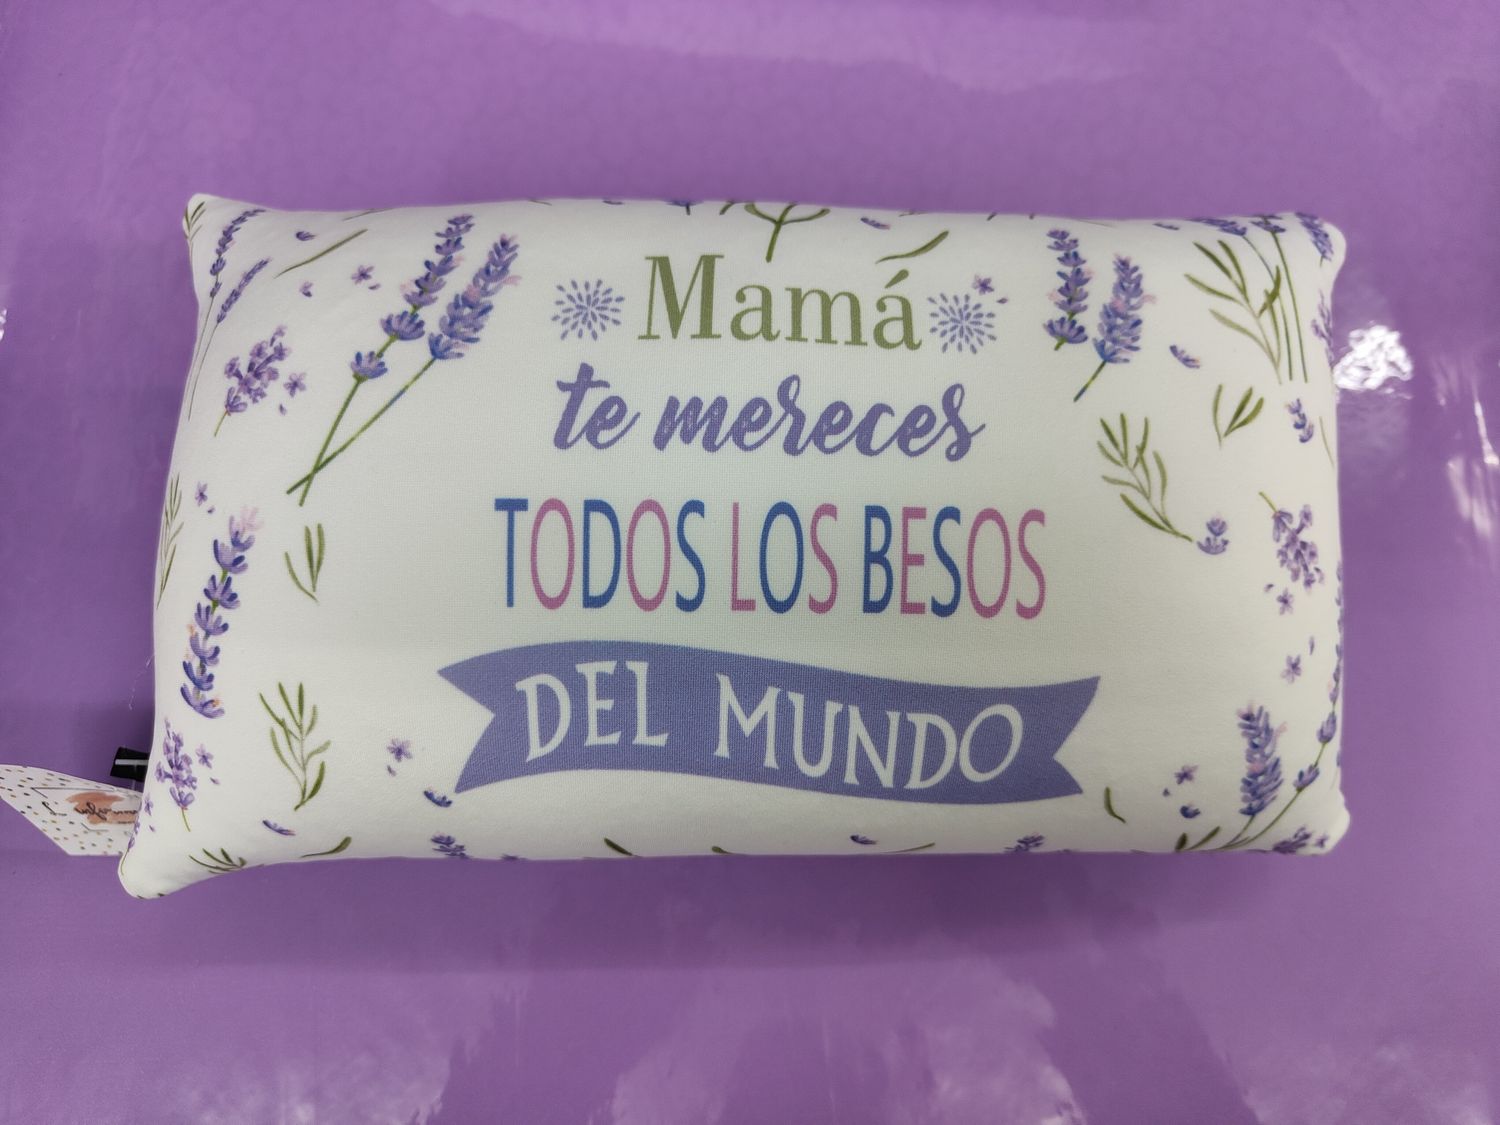 Mamá
te mereces
TODOS LOS BESOS
DEL MUNDO